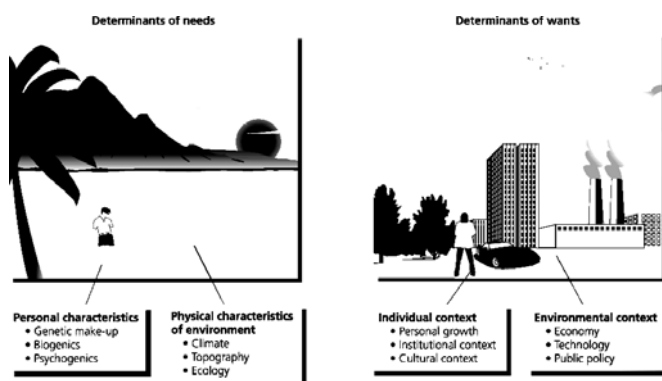 Determinants of needs
Determinants of wants
Personal characteristics
• Genetic make-up
• Biogenics
• Psychogenics
Physical characteristics
of environment
• Climate
• Topography
• Ecology
Individual context
• Personal growth
• Institutional context
• Cultural context
Environmental context
• Economy
• Technology
• Public policy